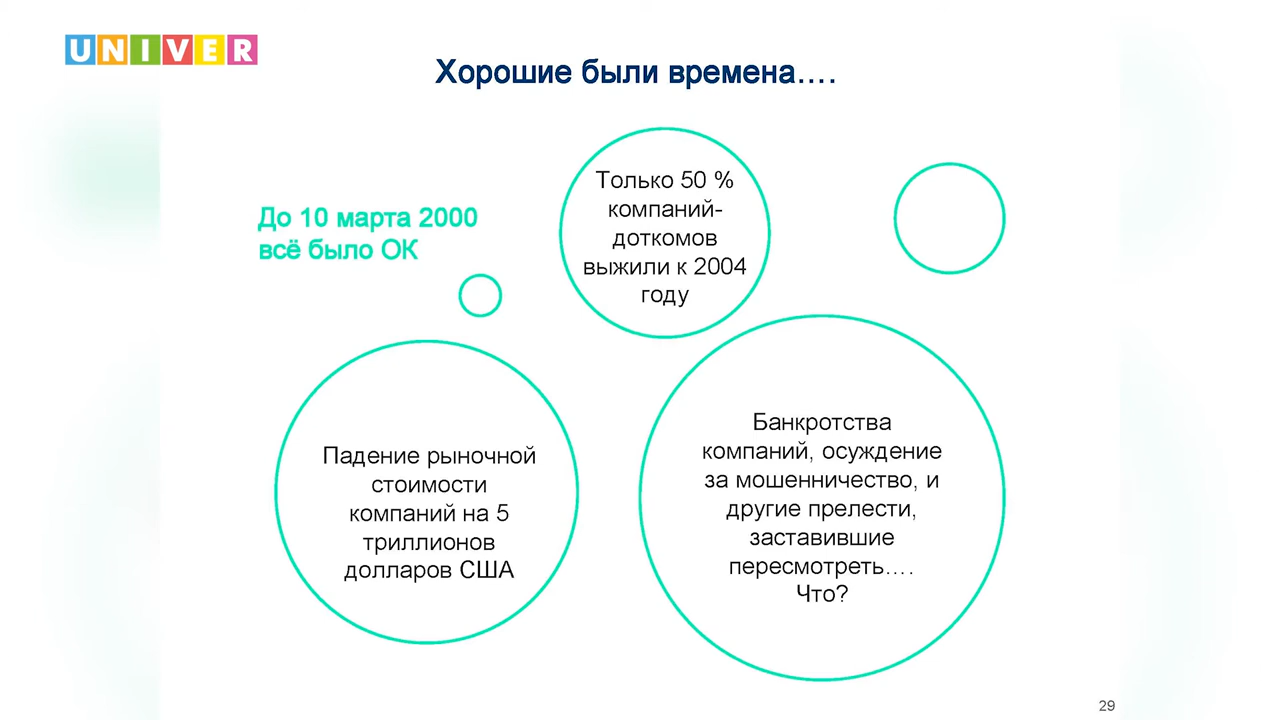 UNIVER
Хорошие были времена….
До 10 марта 2000
всё было ОК
Только 50 %
компаний-
доткомов
выжили к 2004
году
Падение рыночной
стоимости
компаний на 5
триллионов
долларов США
Банкротства
компаний, осуждение
за мошенничество, и
другие прелести,
заставившие
пересмотреть….
Что?
29